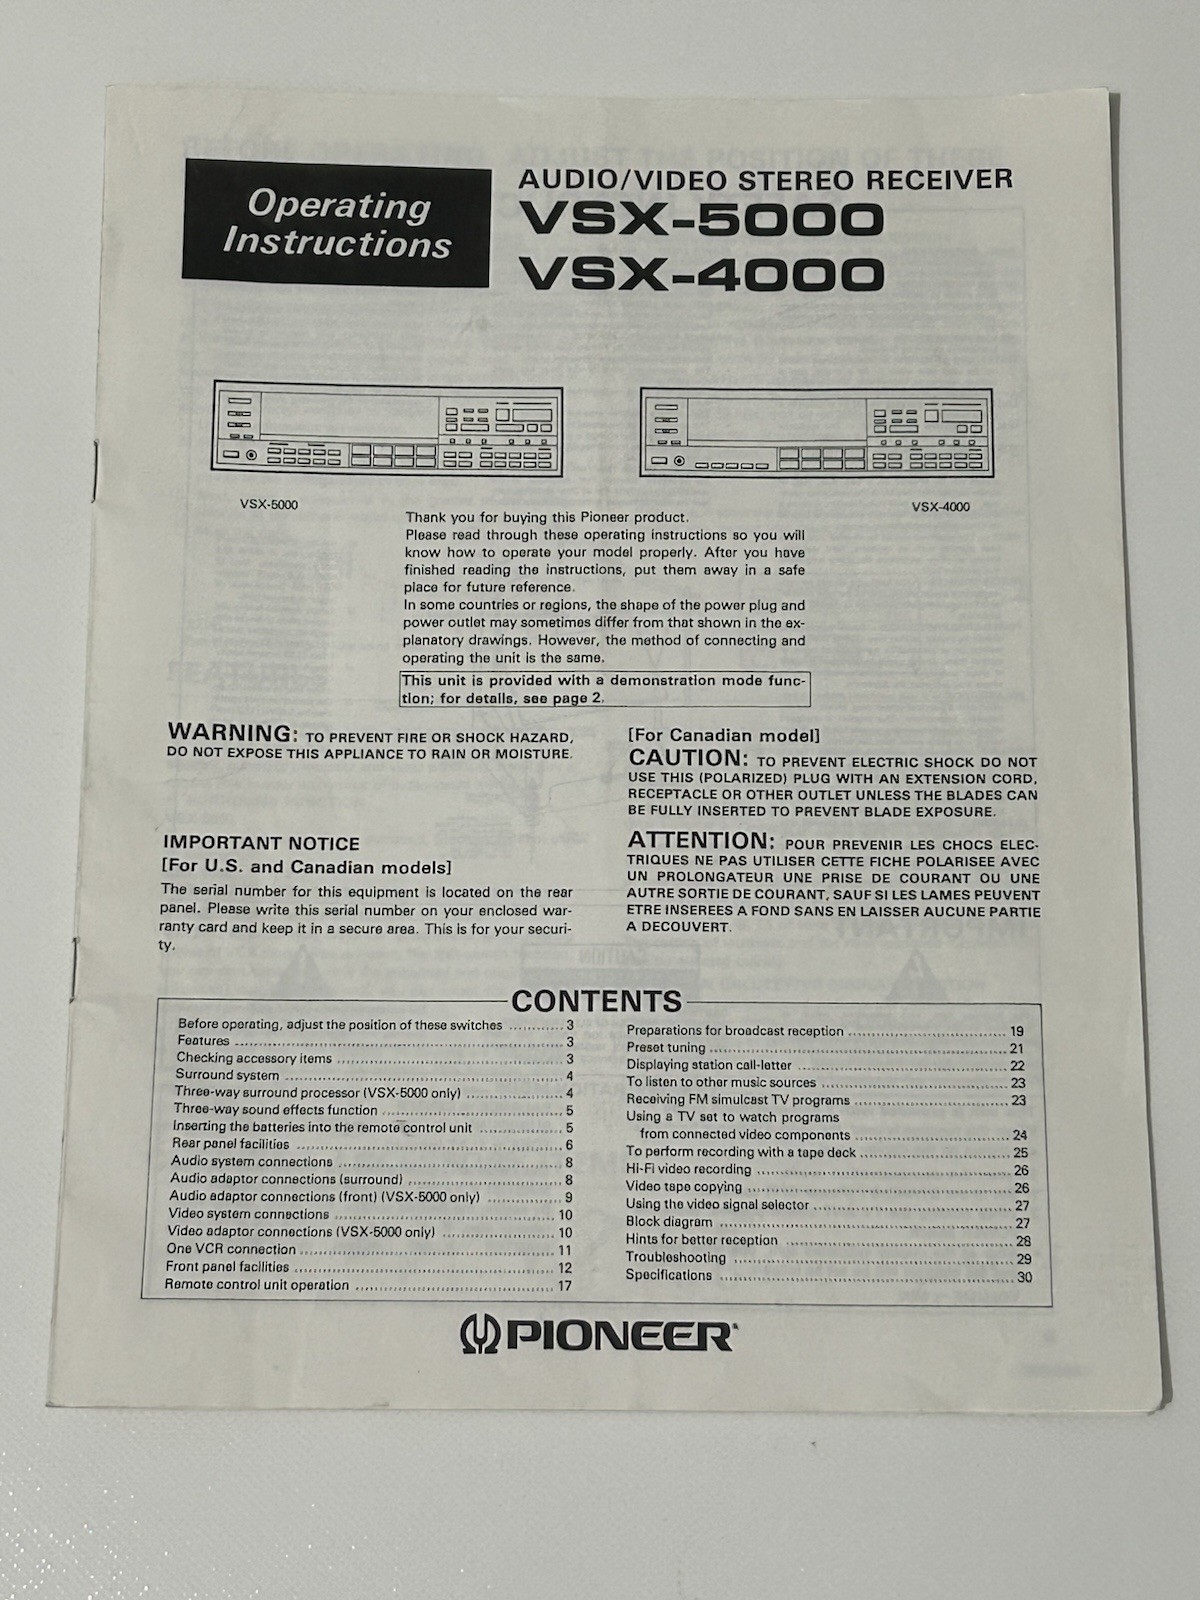 Operating
Instructions
AUDIO/VIDEO STEREO RECEIVER
VSX-5000
VSX-4000
VSX-5000
VSX-4000
Thank you for buying this Pioneer product.
Please read through these operating instructions so you will
know how to operate your model properly. After you have
finished reading the instructions, put them away in a safe
place for future reference.
In some countries or regions, the shape of the power plug and
power outlet may sometimes differ from that shown in the ex-
planatory drawings. However, the method of connecting and
operating the unit is the same.
This unit is provided with a demonstration mode func-
tion; for details, see page 2.
WARNING: TO PREVENT FIRE OR SHOCK HAZARD,
DO NOT EXPOSE THIS APPLIANCE TO RAIN OR MOISTURE.
IMPORTANT NOTICE
[For U.S. and Canadian models]
The serial number for this equipment is located on the rear
panel. Please write this serial number on your enclosed war-
ranty card and keep it in a secure area. This is for your securi-
ty.
[For Canadian model]
CAUTION: TO PREVENT ELECTRIC SHOCK DO NOT
USE THIS (POLARIZED) PLUG WITH AN EXTENSION CORD,
RECEPTACLE OR OTHER OUTLET UNLESS THE BLADES CAN
BE FULLY INSERTED TO PREVENT BLADE EXPOSURE.
ATTENTION: POUR PREVENIR LES CHOCS ELEC-
TRIQUES NE PAS UTILISER CETTE FICHE POLARISEE AVEC
UN PROLONGATEUR UNE PRISE DE COURANT OU UNE
AUTRE SORTIE DE COURANT, SAUF SI LES LAMES PEUVENT
ETRE INSEREES A FOND SANS EN LAISSER AUCUNE PARTIE
A DECOUVERT.
CONTENTS
Before operating, adjust the position of these switches ........... 3
Features ........... 3
Checking accessory items ........... 3
Surround system ........... 4
Three-way surround processor (VSX-5000 only) ........... 4
Three-way sound effects function ........... 5
Inserting the batteries into the remote control unit ........... 5
Rear panel facilities ........... 6
Audio system connections ........... 8
Audio adaptor connections (surround) ........... 8
Audio adaptor connections (front) (VSX-5000 only) ........... 9
Video system connections ........... 10
Video adaptor connections (VSX-5000 only) ........... 10
One VCR connection ........... 11
Front panel facilities ........... 12
Remote control unit operation ........... 17
Preparations for broadcast reception ........... 19
Preset tuning ........... 21
Displaying station call-letter ........... 22
To listen to other music sources ........... 23
Receiving FM simulcast TV programs ........... 23
Using a TV set to watch programs
from connected video components ........... 24
To perform recording with a tape deck ........... 25
Hi-Fi video recording ........... 26
Video tape copying ........... 26
Using the video signal selector ........... 27
Block diagram ........... 27
Hints for better reception ........... 28
Troubleshooting ........... 29
Specifications ........... 30
PIONEER